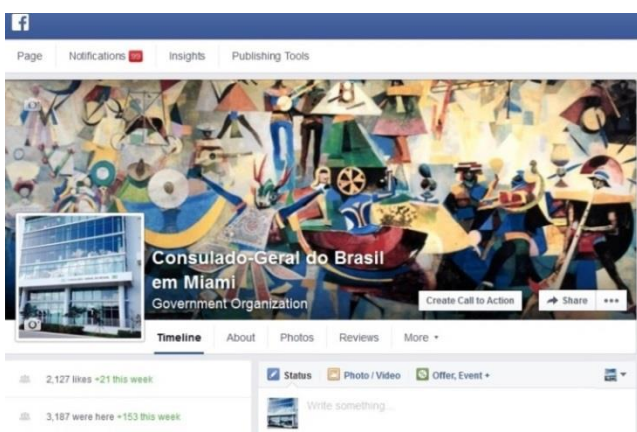 f
Page Notifications 99 Insights Publishing Tools
Consulado-Geral do Brasil
em Miami
Government Organization
Create Call to Action Share
Timeline About Photos Reviews More
2,127 likes +21 this week
Status Photo / Video Offer, Event +
3,187 were here +153 this week
Write something...